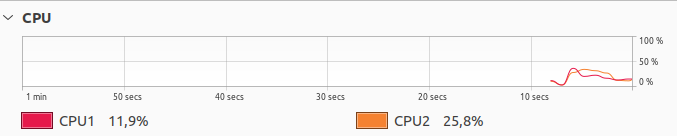 CPU
100 %
50 %
0 %
1 min 50 secs 40 secs 30 secs 20 secs 10 secs
CPU1 11,9% CPU2 25,8%